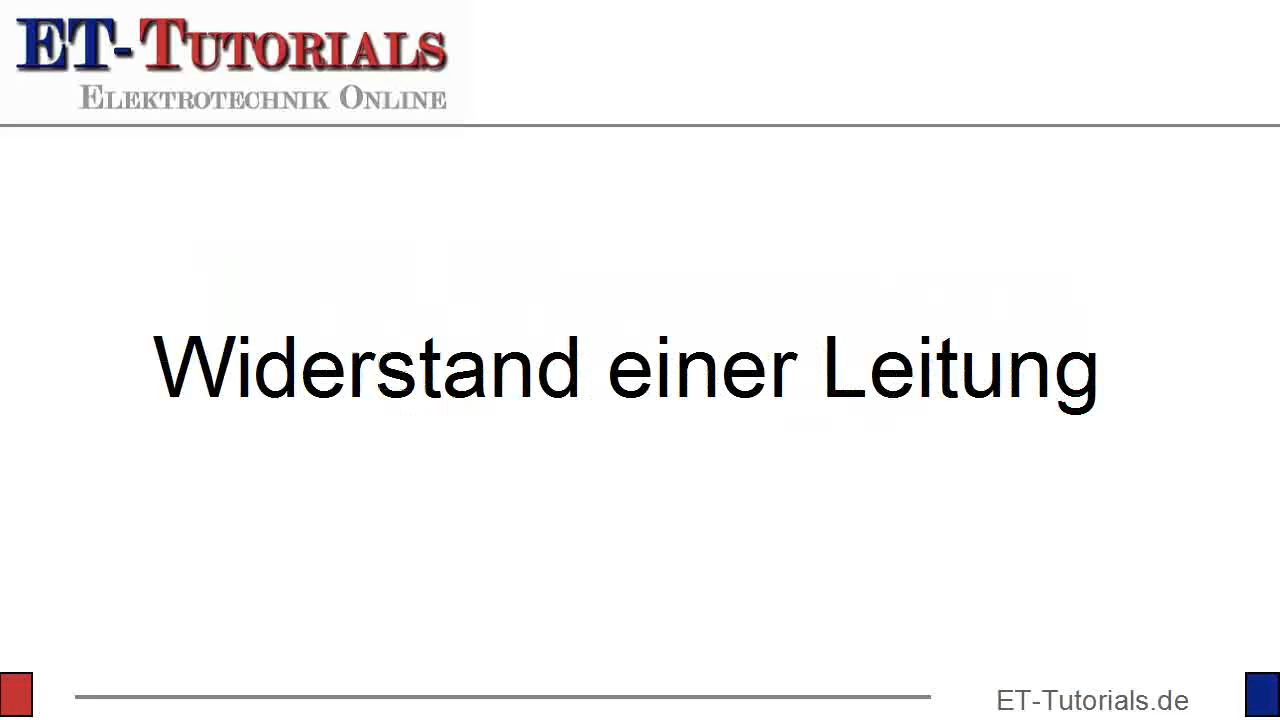 ET-TUTORIALS
ELEKTROTECHNIK ONLINE
Widerstand einer Leitung
ET-Tutorials.de